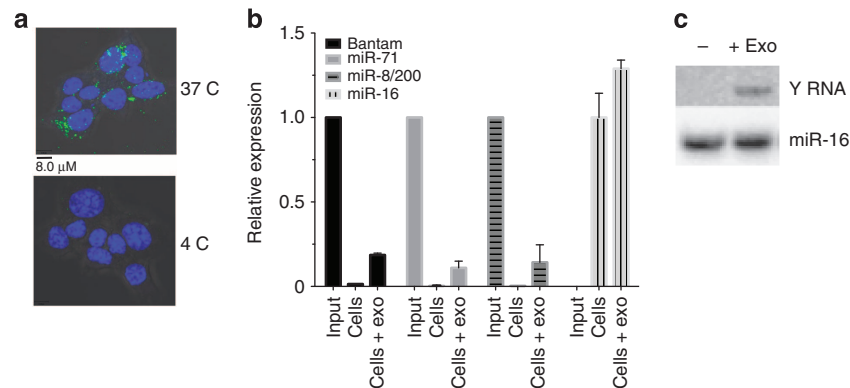 a
37 C
8.0 μM
4 C
b
Relative expression
1.5
1.0
0.5
0
Bantam
miR-71
miR-8/200
miR-16
Input
Cells
Cells + exo
Input
Cells
Cells + exo
Input
Cells
Cells + exo
Input
Cells
Cells + exo
c
– + Exo
Y RNA
miR-16